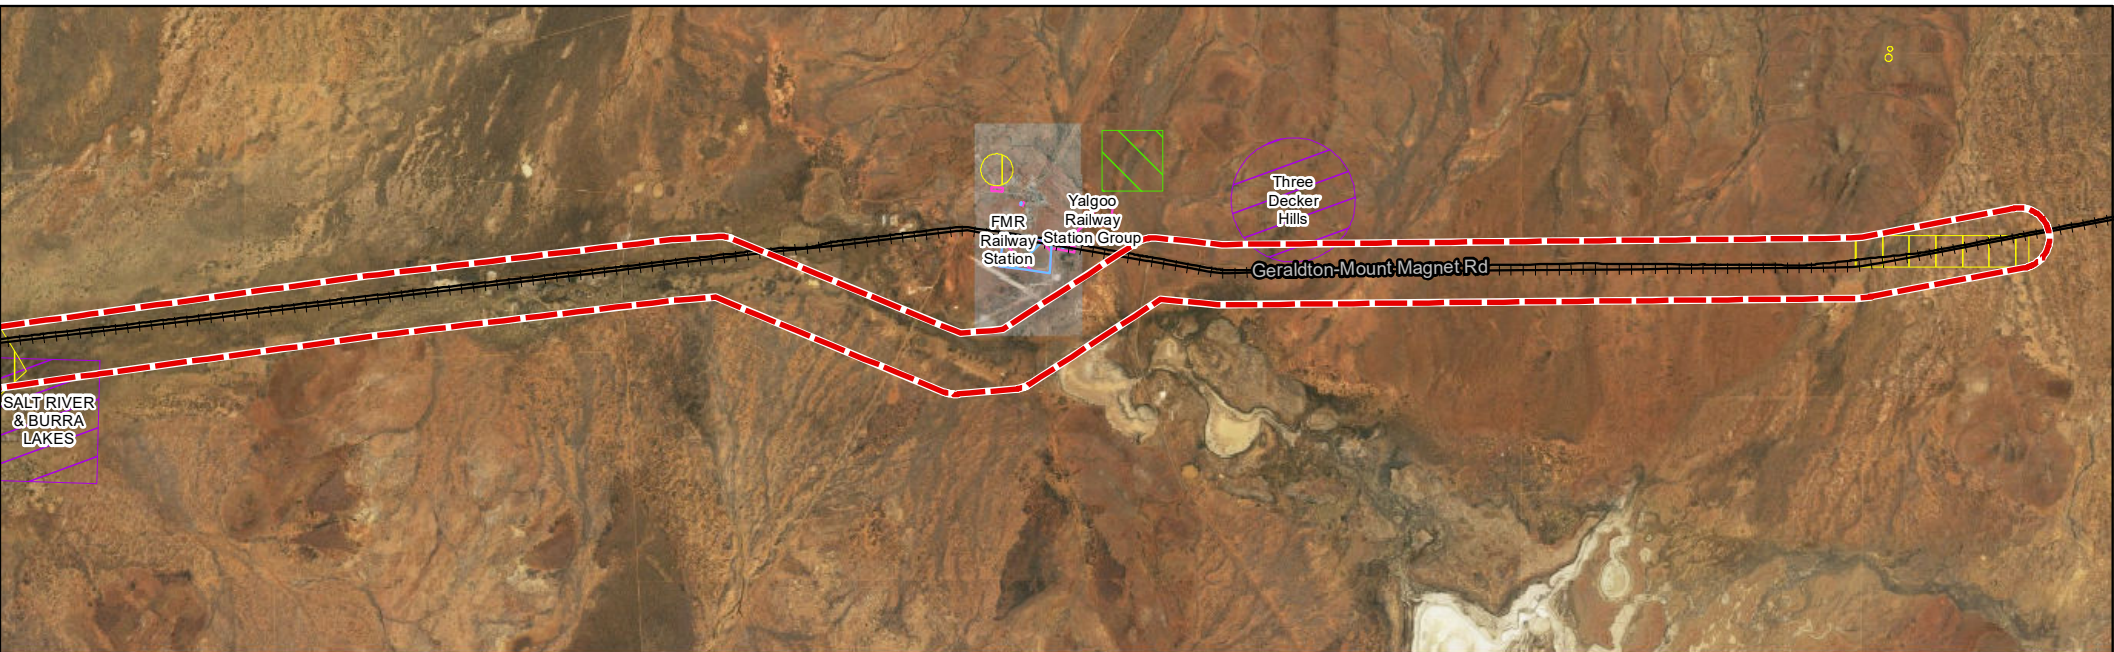 Three
Decker
Hills
Yalgoo
Railway
Station Group
FMR
Railway
Station
Geraldton-Mount Magnet Rd
SALT RIVER
& BURRA
LAKES